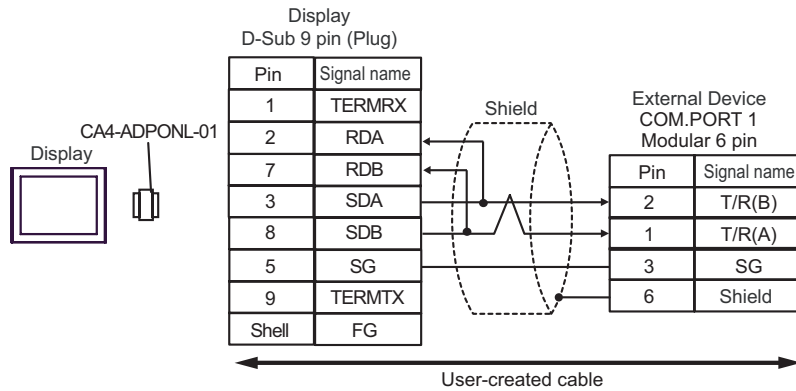 Display
D-Sub 9 pin (Plug)
Pin Signal name
1 TERMRX
2 RDA
7 RDB
3 SDA
8 SDB
5 SG
9 TERMTX
Shell FG
CA4-ADPONL-01
Display
Shield
External Device
COM.PORT 1
Modular 6 pin
Pin Signal name
2 T/R(B)
1 T/R(A)
3 SG
6 Shield
User-created cable